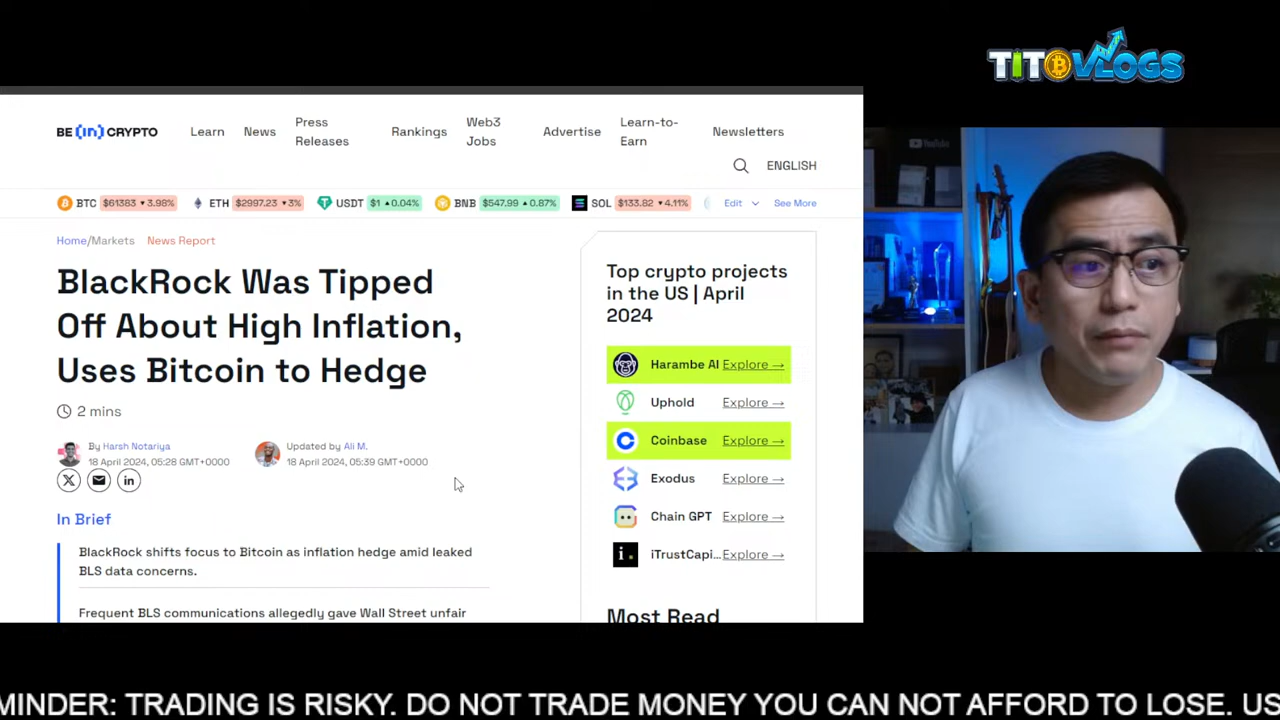 TITOVLOGS
YouTube
BE[in]CRYPTO
Learn
News
Press
Releases
Rankings
Web3
Jobs
Advertise
Learn-to-
Earn
Newsletters
ENGLISH
BTC $61383 ▼3.98% ETH $2997.23 ▼3% USDT $1 ▲0.04% BNB $547.99 ▲0.87% SOL $133.82 ▼4.11% Edit See More
Home/Markets News Report
BlackRock Was Tipped
Off About High Inflation,
Uses Bitcoin to Hedge
2 mins
By Harsh Notariya
18 April 2024, 05:28 GMT+0000
Updated by Ali M.
18 April 2024, 05:39 GMT+0000
In Brief
BlackRock shifts focus to Bitcoin as inflation hedge amid leaked
BLS data concerns.
Frequent BLS communications allegedly gave Wall Street unfair
Top crypto projects
in the US | April
2024
Harambe AI Explore →
Uphold Explore →
Coinbase Explore →
Exodus Explore →
Chain GPT Explore →
iTrustCapi... Explore →
Most Read
MINDER: TRADING IS RISKY. DO NOT TRADE MONEY YOU CAN NOT AFFORD TO LOSE. US